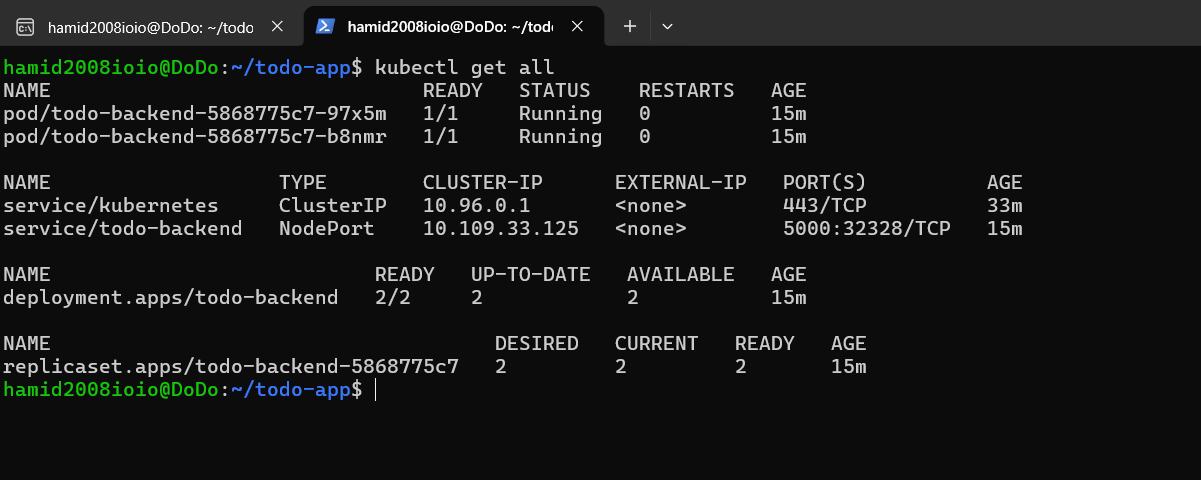 hamid2008ioio@DoDo: ~/todo hamid2008ioio@DoDo: ~/tod
hamid2008ioio@DoDo:~/todo-app$ kubectl get all
NAME READY STATUS RESTARTS AGE
pod/todo-backend-5868775c7-97x5m 1/1 Running 0 15m
pod/todo-backend-5868775c7-b8nmr 1/1 Running 0 15m
NAME TYPE CLUSTER-IP EXTERNAL-IP PORT(S) AGE
service/kubernetes ClusterIP 10.96.0.1 <none> 443/TCP 33m
service/todo-backend NodePort 10.109.33.125 <none> 5000:32328/TCP 15m
NAME READY UP-TO-DATE AVAILABLE AGE
deployment.apps/todo-backend 2/2 2 2 15m
NAME DESIRED CURRENT READY AGE
replicaset.apps/todo-backend-5868775c7 2 2 2 15m
hamid2008ioio@DoDo:~/todo-app$